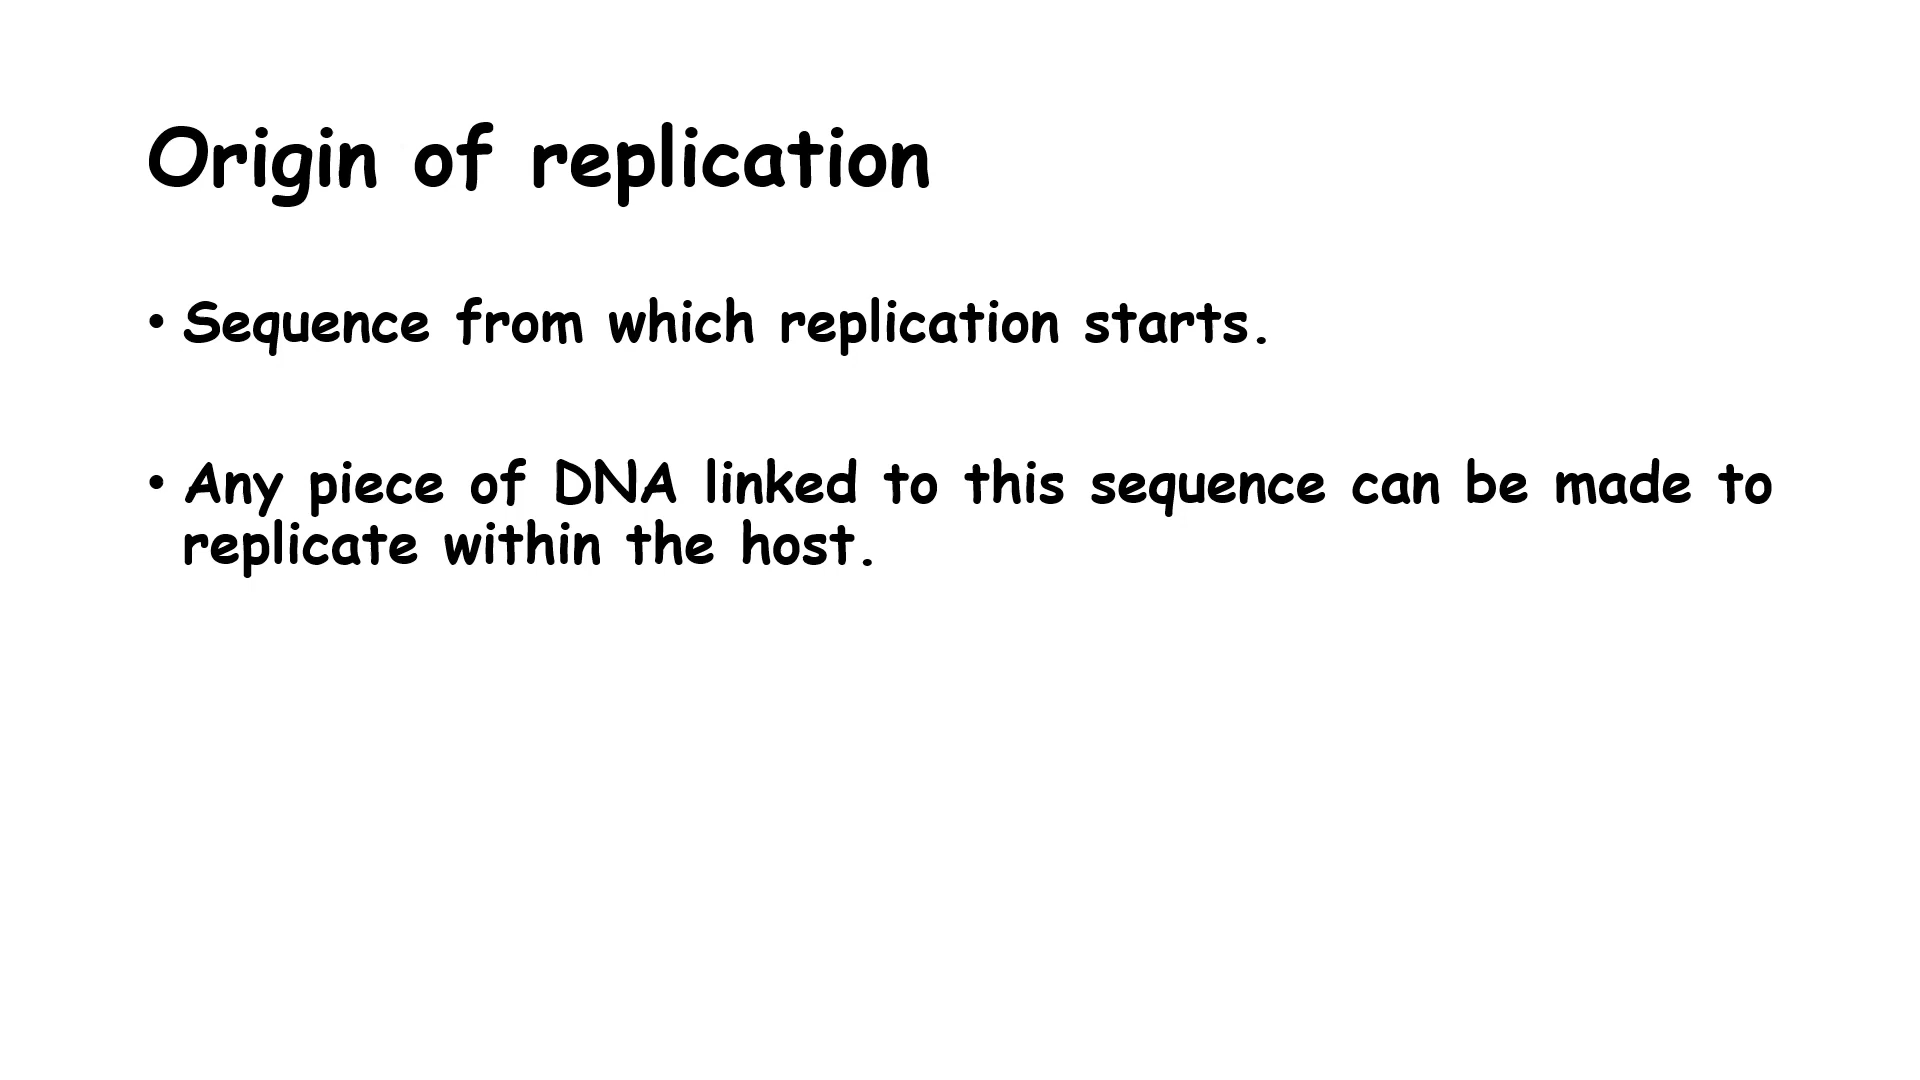 Origin of replication
• Sequence from which replication starts.
• Any piece of DNA linked to this sequence can be made to
replicate within the host.